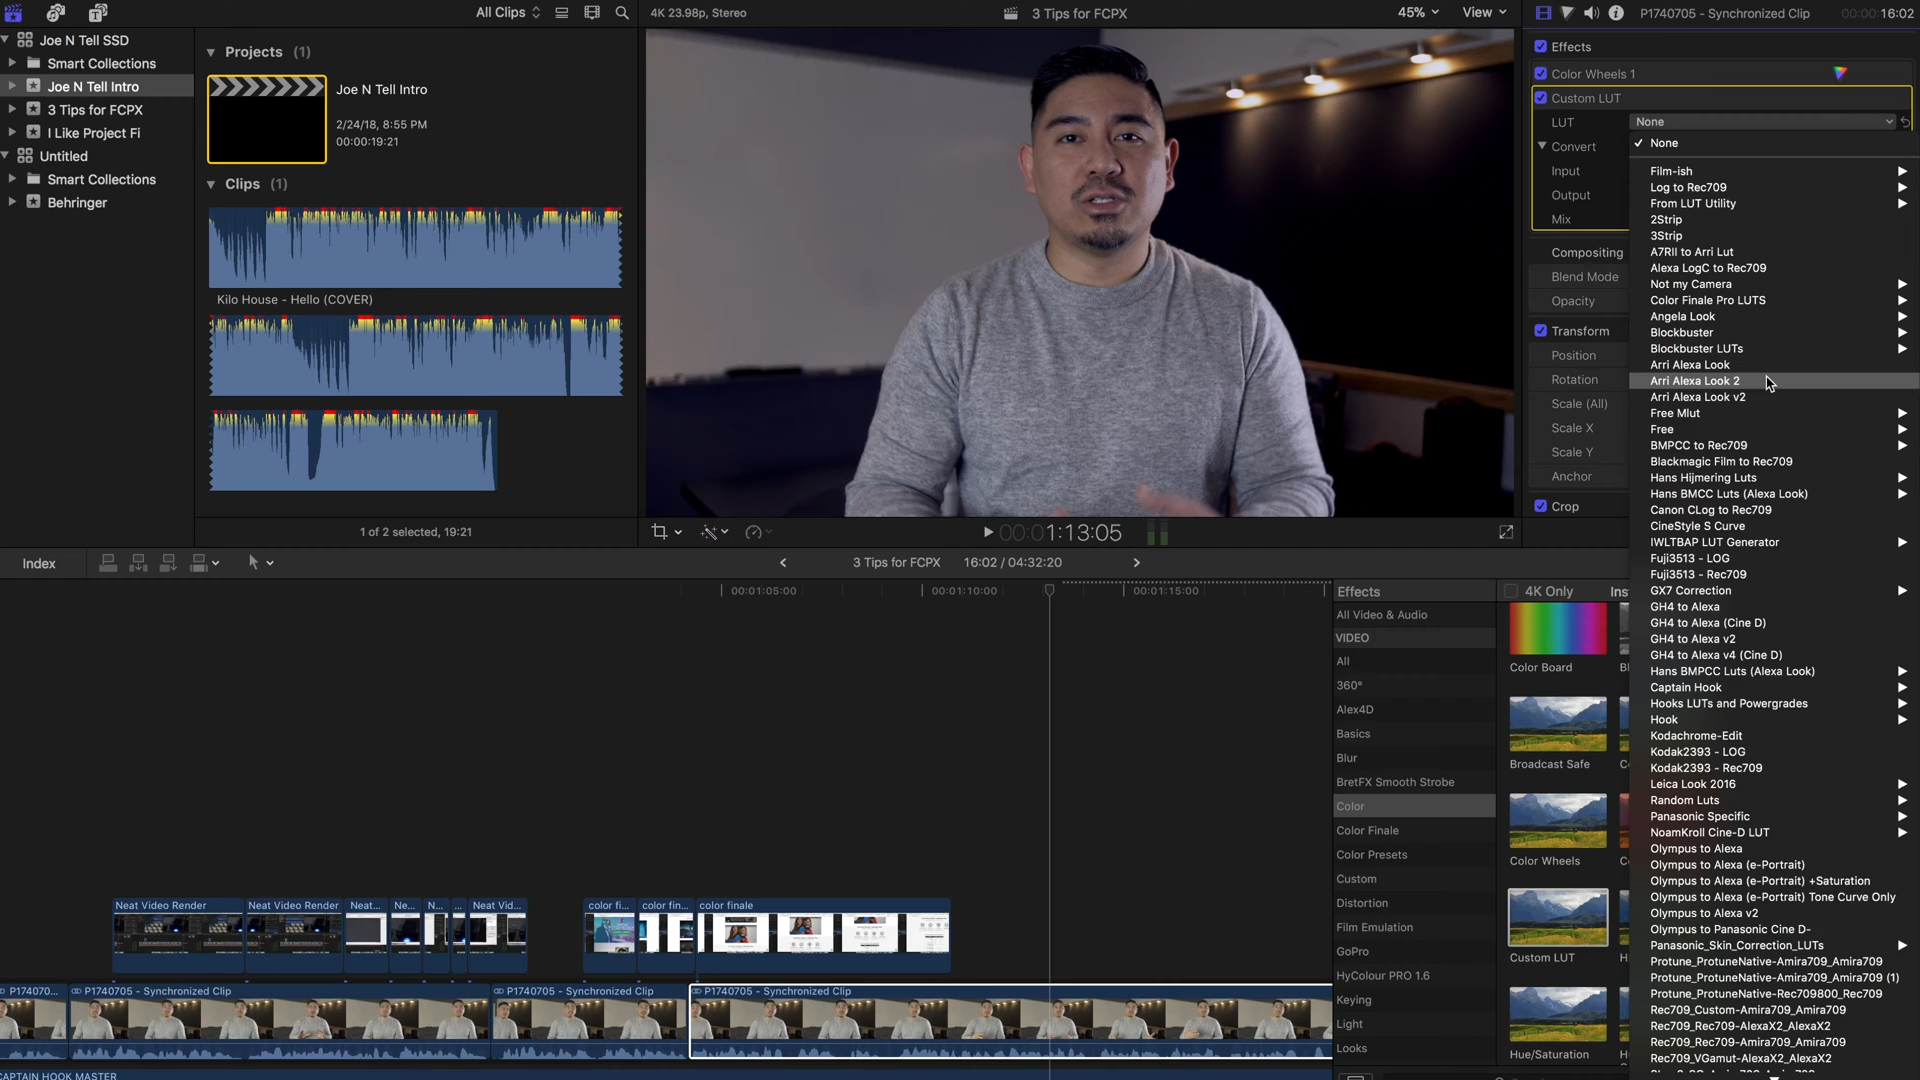 All Clips
4K 23.98p, Stereo
3 Tips for FCPX
45%
View
P1740705 - Synchronized Clip
00:00:16:02
Joe N Tell SSD
Smart Collections
Joe N Tell Intro
3 Tips for FCPX
I Like Project Fi
Untitled
Smart Collections
Behringer
Projects (1)
Joe N Tell Intro
2/24/18, 8:55 PM
00:00:19:21
Clips (1)
Kilo House - Hello (COVER)
1 of 2 selected, 19:21
00:00:1:13:05
Effects
Color Wheels 1
Custom LUT
LUT
None
Convert
Input
Output
Mix
Compositing
Blend Mode
Opacity
Transform
Position
Rotation
Scale (All)
Scale X
Scale Y
Anchor
Crop
None
Film-ish
Log to Rec709
From LUT Utility
2Strip
3Strip
A7RII to Arri Lut
Alexa LogC to Rec709
Not my Camera
Color Finale Pro LUTS
Angela Look
Blockbuster
Blockbuster LUTs
Arri Alexa Look
Arri Alexa Look 2
Arri Alexa Look v2
Free Mlut
Free
BMPCC to Rec709
Blackmagic Film to Rec709
Hans Hijmering Luts
Hans BMCC Luts (Alexa Look)
Canon CLog to Rec709
CineStyle S Curve
IWLTBAP LUT Generator
Fuji3513 - LOG
Fuji3513 - Rec709
GX7 Correction
GH4 to Alexa
GH4 to Alexa (Cine D)
GH4 to Alexa v2
GH4 to Alexa v4 (Cine D)
Hans BMPCC Luts (Alexa Look)
Captain Hook
Hooks LUTs and Powergrades
Hook
Kodachrome-Edit
Kodak2393 - LOG
Kodak2393 - Rec709
Leica Look 2016
Random Luts
Panasonic Specific
NoamKroll Cine-D LUT
Olympus to Alexa
Olympus to Alexa (e-Portrait)
Olympus to Alexa (e-Portrait) +Saturation
Olympus to Alexa (e-Portrait) Tone Curve Only
Olympus to Alexa v2
Olympus to Panasonic Cine D-
Panasonic_Skin_Correction_LUTs
Protune_ProtuneNative-Amira709_Amira709
Protune_ProtuneNative-Amira709_Amira709 (1)
Protune_ProtuneNative-Rec709800_Rec709
Rec709_Custom-Amira709_Amira709
Rec709_Rec709-AlexaX2_AlexaX2
Rec709_Rec709-Amira709_Amira709
Rec709_VGamut-AlexaX2_AlexaX2
Index
3 Tips for FCPX
16:02 / 04:32:20
00:01:05:00
00:01:10:00
00:01:15:00
Neat Video Render
Neat Video Render
Neat...
Ne...
N...
...
Neat Vid...
color fi...
color fin...
color finale
P174070...
P1740705 - Synchronized Clip
P1740705 - Synchronized Clip
P1740705 - Synchronized Clip
CAPTAIN HOOK MASTER
Effects
4K Only
Ins
All Video & Audio
VIDEO
All
360°
Alex4D
Basics
Blur
BretFX Smooth Strobe
Color
Color Finale
Color Presets
Custom
Distortion
Film Emulation
GoPro
HyColour PRO 1.6
Keying
Light
Looks
Color Board
Broadcast Safe
Color Wheels
Custom LUT
Hue/Saturation